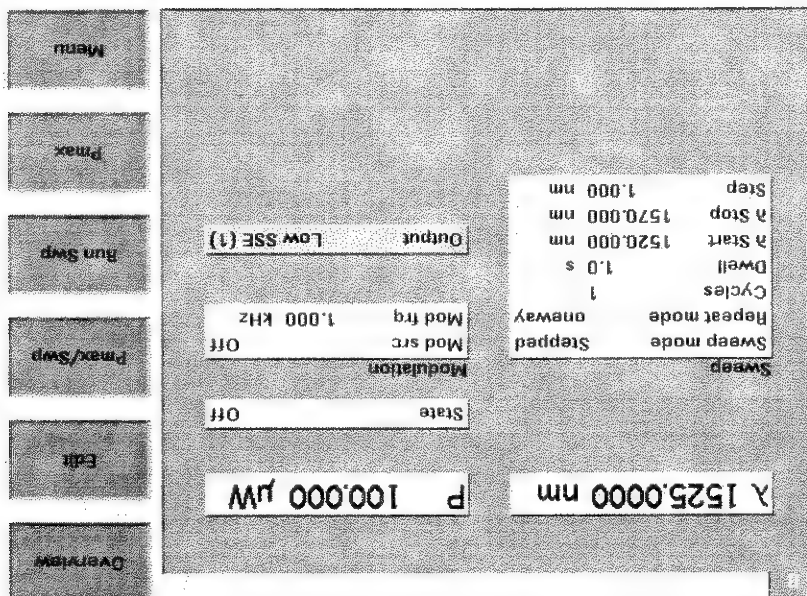 λ 1525.0000 nm
P 100.000 µW
State Off
Sweep
Sweep mode Stepped
Repeat mode oneway
Cycles 1
Dwell 1.0 s
λ Start 1520.000 nm
λ Stop 1570.000 nm
Step 1.000 nm
Modulation
Mod src Off
Mod frq 1.000 kHz
Output Low SSE (1)
Overview
Edit
Pmax/Swp
Run Swp
Pmax
Menu